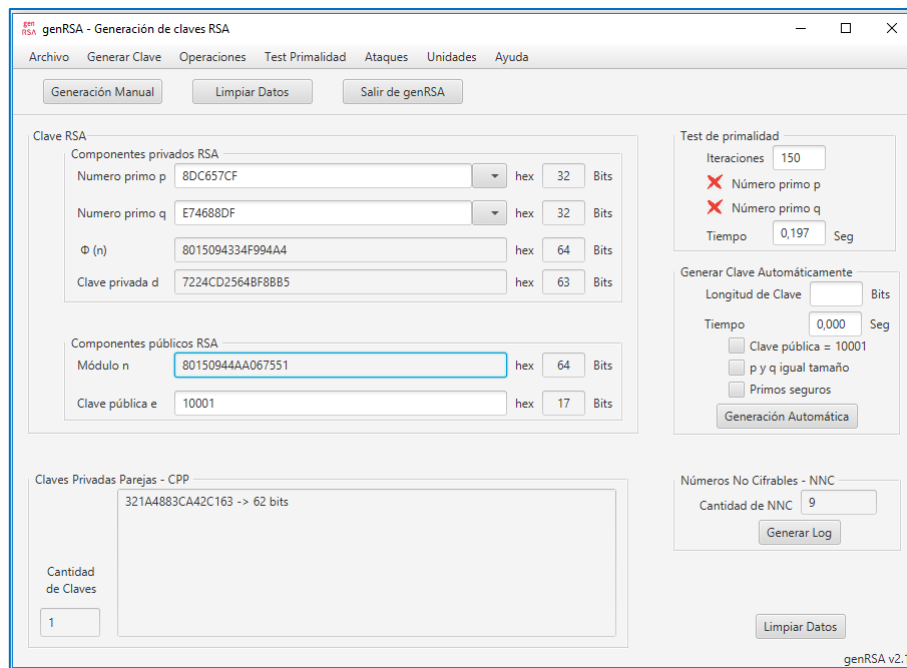 gen
RSA genRSA - Generación de claves RSA
Archivo Generar Clave Operaciones Test Primalidad Ataques Unidades Ayuda
Generación Manual Limpiar Datos Salir de genRSA
Clave RSA
Componentes privados RSA
Numero primo p 8DC657CF hex 32 Bits
Numero primo q E74688DF hex 32 Bits
Φ (n) 8015094334F994A4 hex 64 Bits
Clave privada d 7224CD2564BF8BB5 hex 63 Bits
Componentes públicos RSA
Módulo n 80150944AA067551 hex 64 Bits
Clave pública e 10001 hex 17 Bits
Test de primalidad
Iteraciones 150
Número primo p
Número primo q
Tiempo 0,197 Seg
Generar Clave Automáticamente
Longitud de Clave Bits
Tiempo 0,000 Seg
Clave pública = 10001
p y q igual tamaño
Primos seguros
Generación Automática
Claves Privadas Parejas - CPP
321A4883CA42C163 -> 62 bits
Cantidad
de Claves
1
Números No Cifrables - NNC
Cantidad de NNC 9
Generar Log
Limpiar Datos
genRSA v2.1